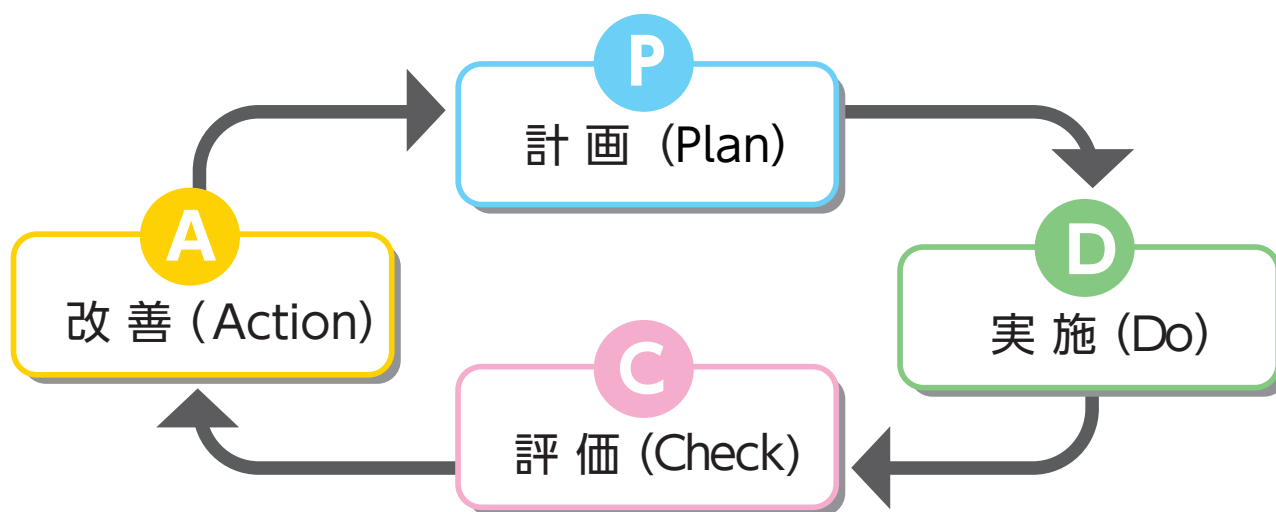 P
計画 (Plan)
D
実施 (Do)
C
評価 (Check)
A
改善 (Action)